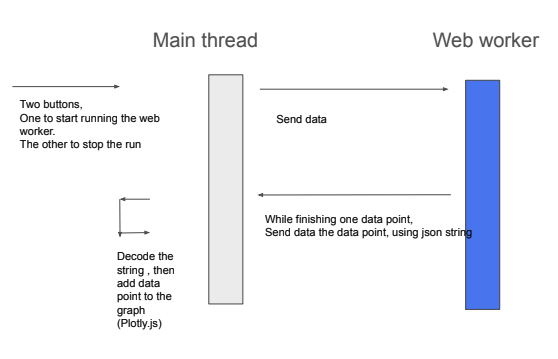 Main thread
Web worker
Two buttons,
One to start running the web
worker.
The other to stop the run
Send data
While finishing one data point,
Send data the data point, using json string
Decode the
string , then
add data
point to the
graph
(Plotly.js)